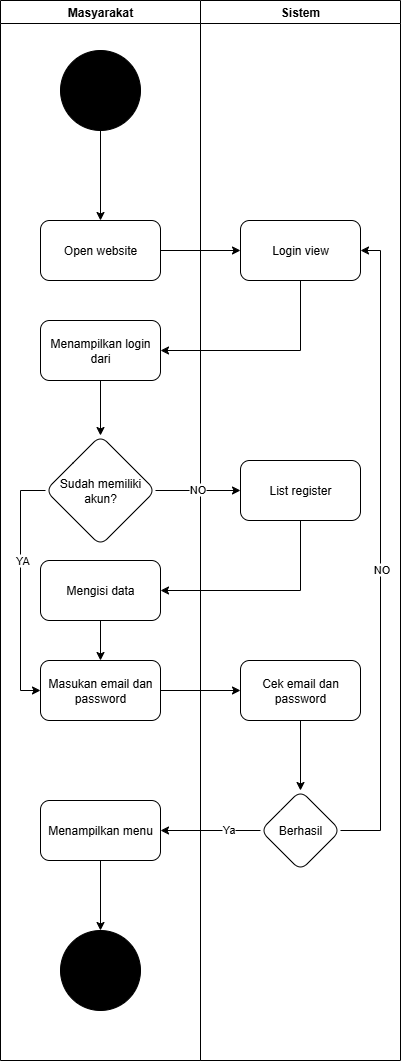 Masyarakat
Sistem
Open website
Login view
Menampilkan login
dari
Sudah memiliki
akun?
NO
List register
YA
NO
Mengisi data
Masukan email dan
password
Cek email dan
password
Menampilkan menu
Ya
Berhasil